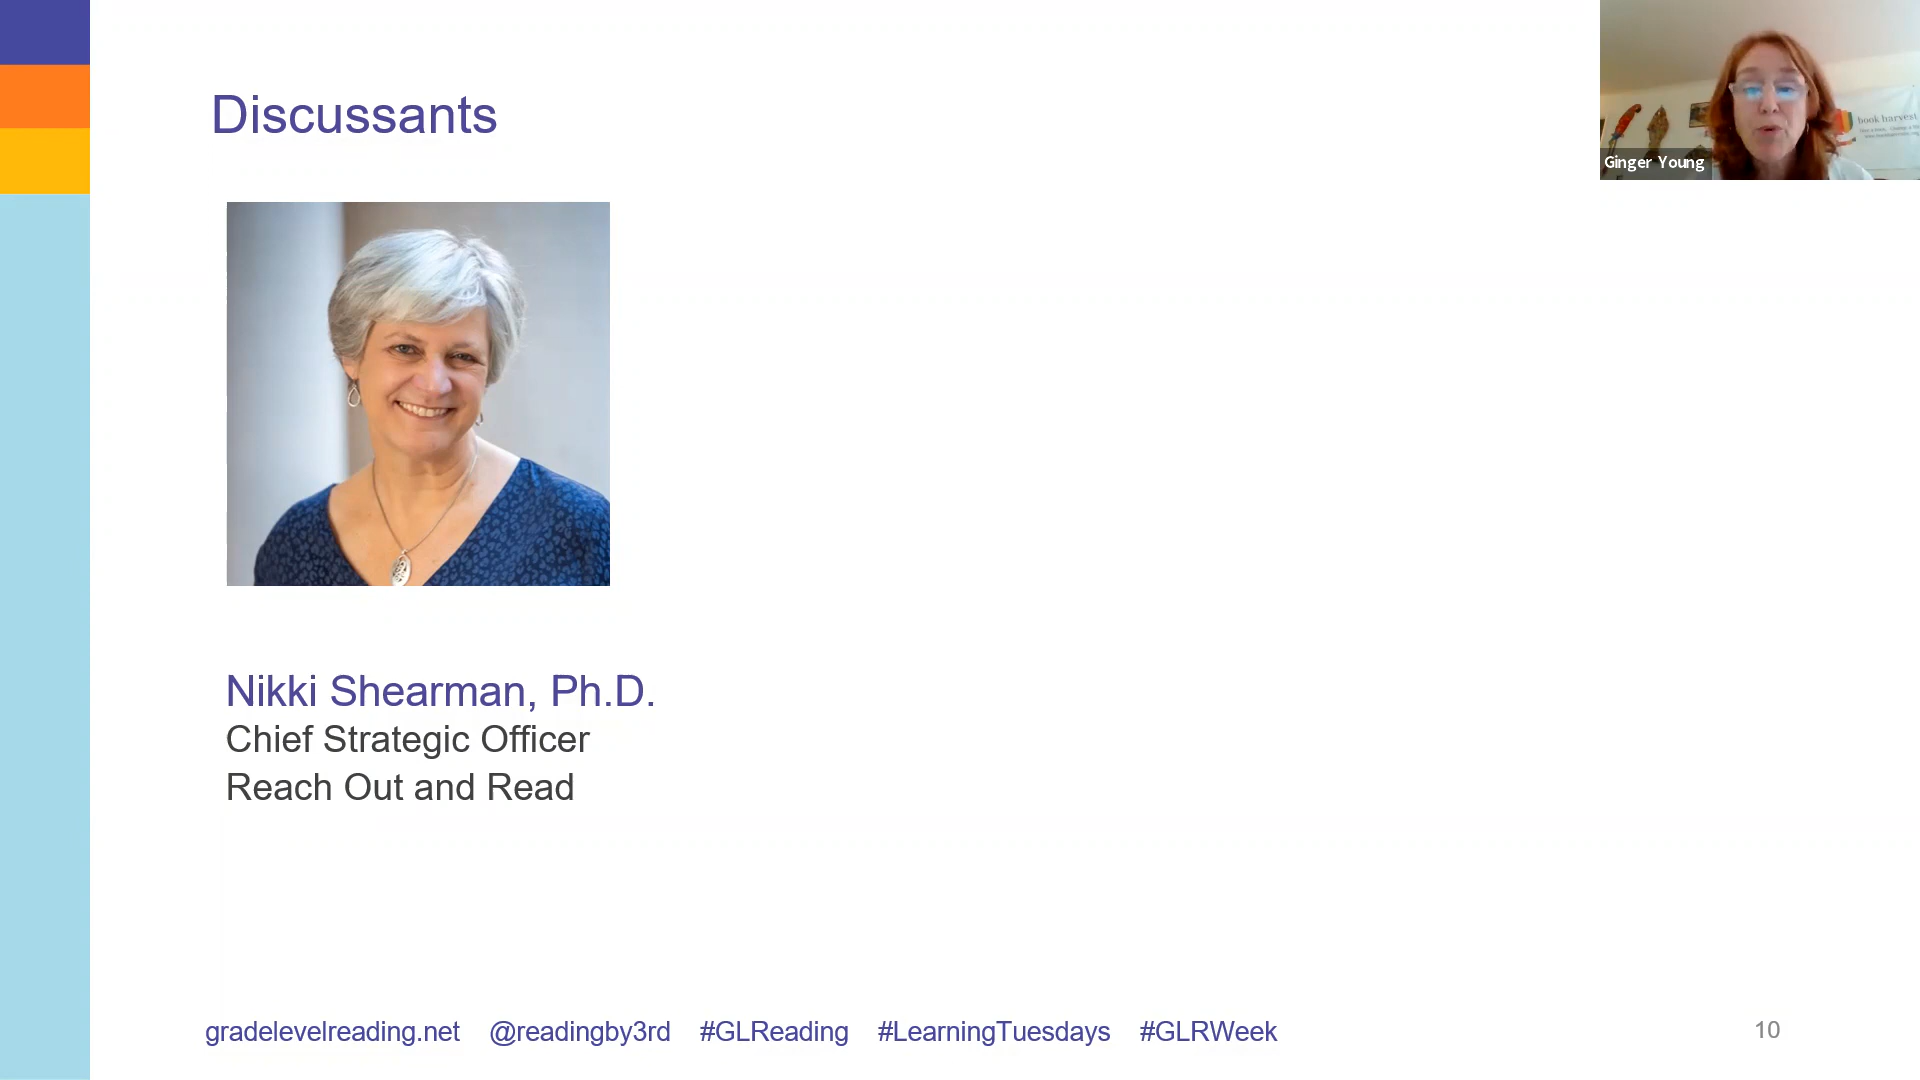 Discussants
Ginger Young
book harvest
Nikki Shearman, Ph.D.
Chief Strategic Officer
Reach Out and Read
gradelevelreading.net @readingby3rd #GLReading #LearningTuesdays #GLRWeek
10